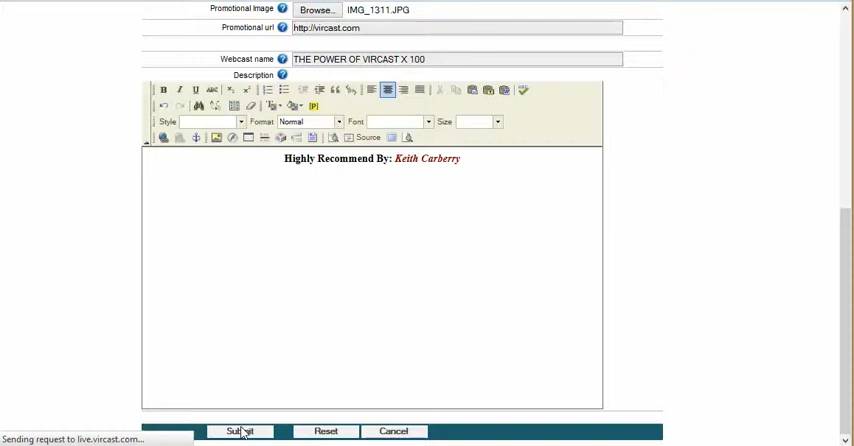 Promotional Image ? Browse... IMG_1311.JPG
Promotional url ? http://vircast.com
Webcast name ? THE POWER OF VIRCAST X 100
Description ?
B I U ABC
Style Format Normal Font Size
Source
Highly Recommend By: Keith Carberry
Submit Reset Cancel
Sending request to live.vircast.com...